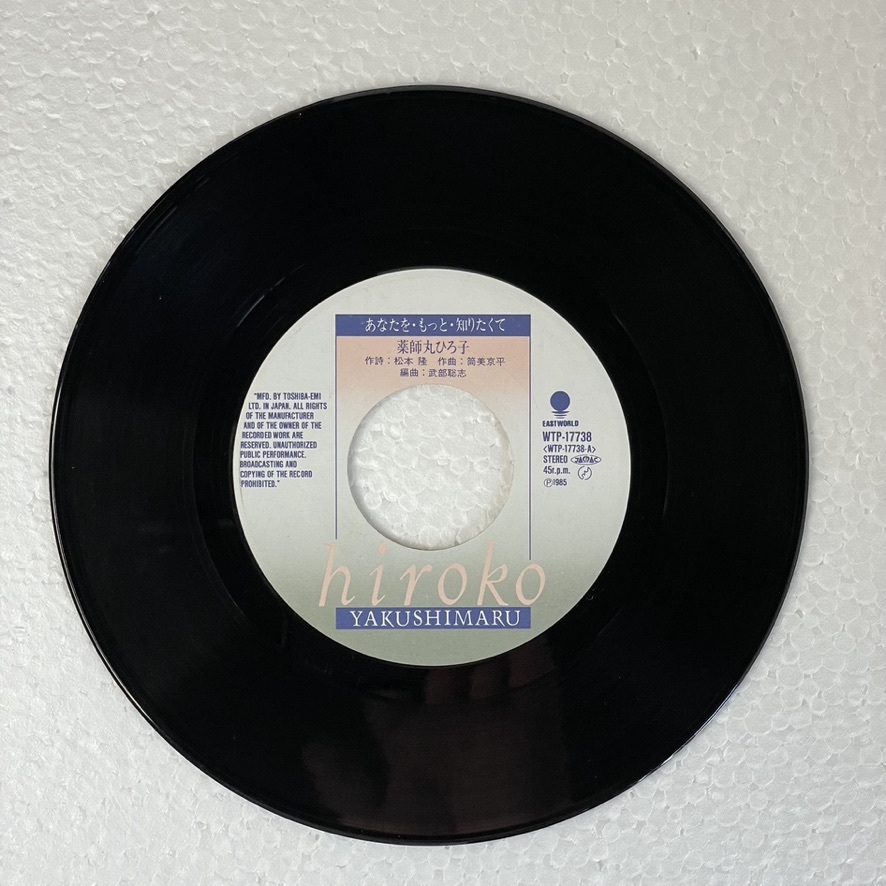 あなたを・もっと・知りたくて
薬師丸ひろ子
作詩：松本 隆 作曲：筒美京平
編曲：武部聡志
"MFD. BY TOSHIBA-EMI
LTD. IN JAPAN. ALL RIGHTS
OF THE MANUFACTURER
AND OF THE OWNER OF THE
RECORDED WORK ARE
RESERVED. UNAUTHORIZED
PUBLIC PERFORMANCE,
BROADCASTING AND
COPYING OF THE RECORD
PROHIBITED."
EASTWORLD
WTP-17738
<WTP-17738-A>
STEREO
45r.p.m.
Ⓟ1985
hiroko
YAKUSHIMARU